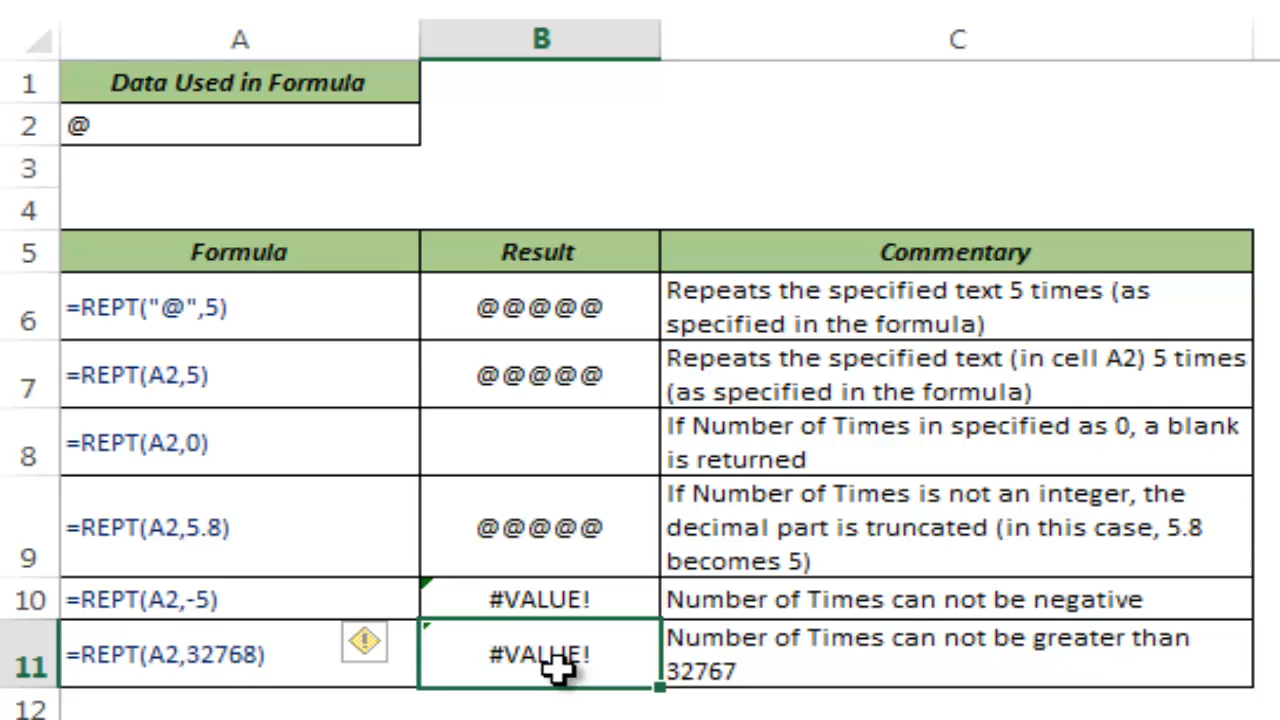 A B C
1 Data Used in Formula
2 @
3
4
5 Formula Result Commentary
6 =REPT("@",5) @@@@@ Repeats the specified text 5 times (as
specified in the formula)
7 =REPT(A2,5) @@@@@ Repeats the specified text (in cell A2) 5 times
(as specified in the formula)
8 =REPT(A2,0) If Number of Times in specified as 0, a blank
is returned
9 =REPT(A2,5.8) @@@@@ If Number of Times is not an integer, the
decimal part is truncated (in this case, 5.8
becomes 5)
10 =REPT(A2,-5) #VALUE! Number of Times can not be negative
11 =REPT(A2,32768) #VALUE! Number of Times can not be greater than
32767
12